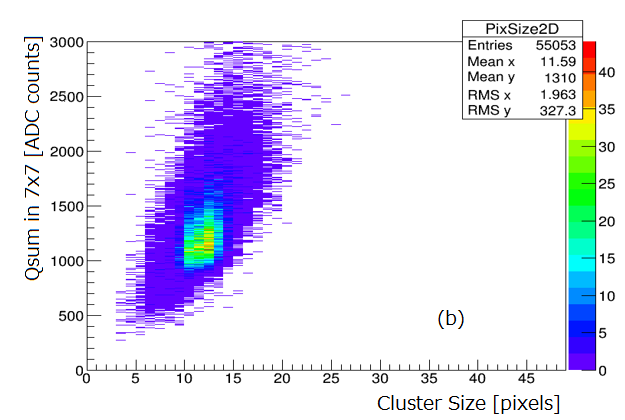 PixSize2D
Entries 55053
Mean x 11.59
Mean y 1310
RMS x 1.963
RMS y 327.3
Qsum in 7x7 [ADC counts]
3000
2500
2000
1500
1000
500
0
40
35
30
25
20
15
10
5
0
(b)
0 5 10 15 20 25 30 35 40 45
Cluster Size [pixels]